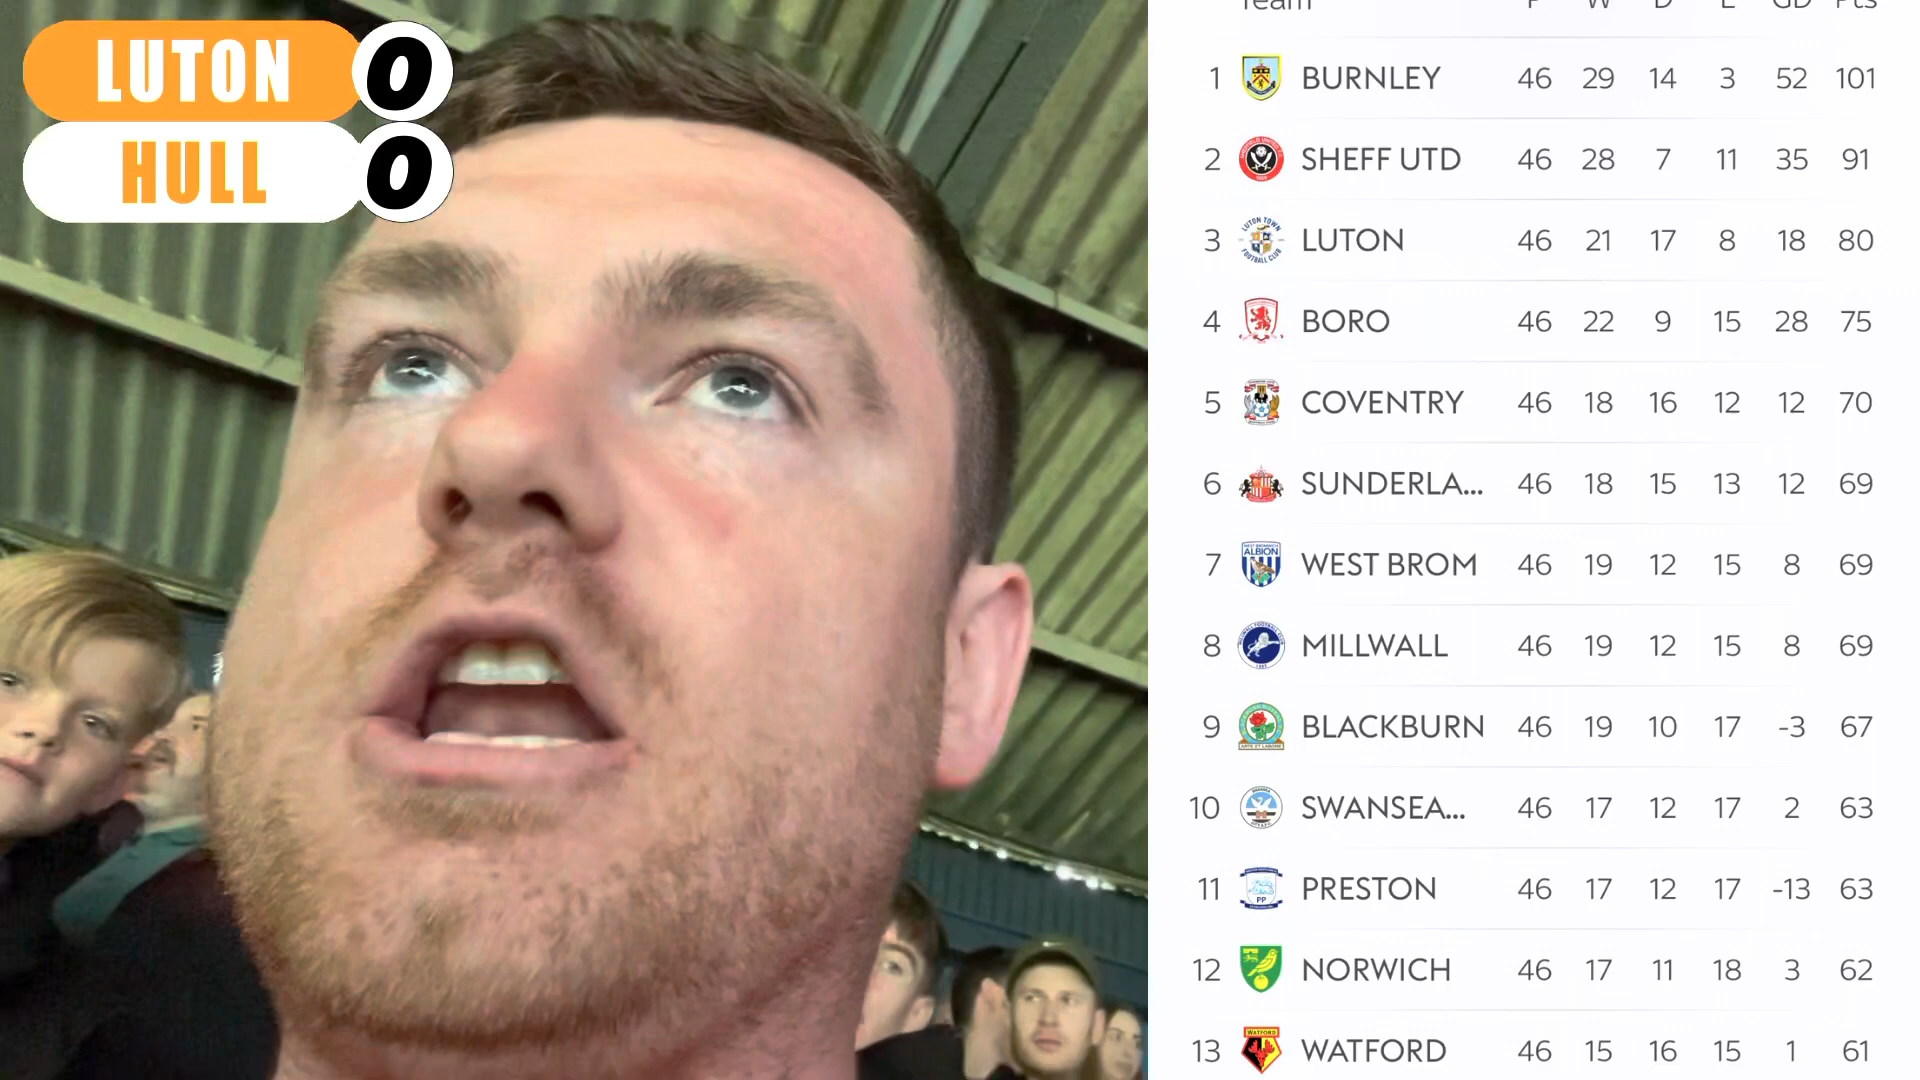 LUTON 0
HULL 0
Team P W D L GD Pts
1 BURNLEY 46 29 14 3 52 101
2 SHEFF UTD 46 28 7 11 35 91
3 LUTON 46 21 17 8 18 80
4 BORO 46 22 9 15 28 75
5 COVENTRY 46 18 16 12 12 70
6 SUNDERLA... 46 18 15 13 12 69
7 WEST BROM 46 19 12 15 8 69
8 MILLWALL 46 19 12 15 8 69
9 BLACKBURN 46 19 10 17 -3 67
10 SWANSEA... 46 17 12 17 2 63
11 PRESTON 46 17 12 17 -13 63
12 NORWICH 46 17 11 18 3 62
13 WATFORD 46 15 16 15 1 61